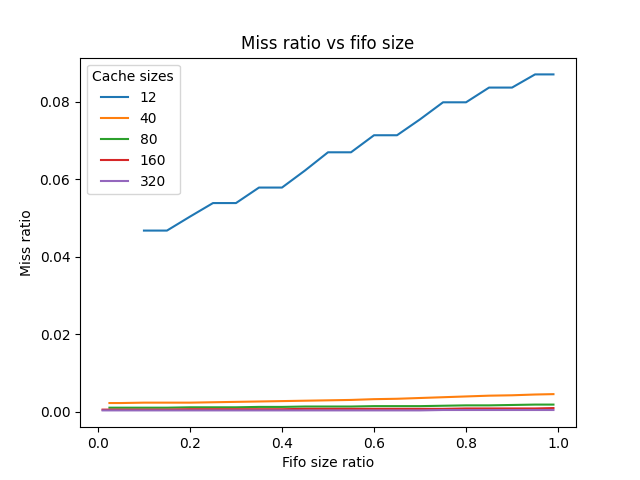 Miss ratio vs fifo size
Cache sizes
12
40
80
160
320
0.08
0.06
0.04
0.02
0.00
Miss ratio
0.0 0.2 0.4 0.6 0.8 1.0
Fifo size ratio